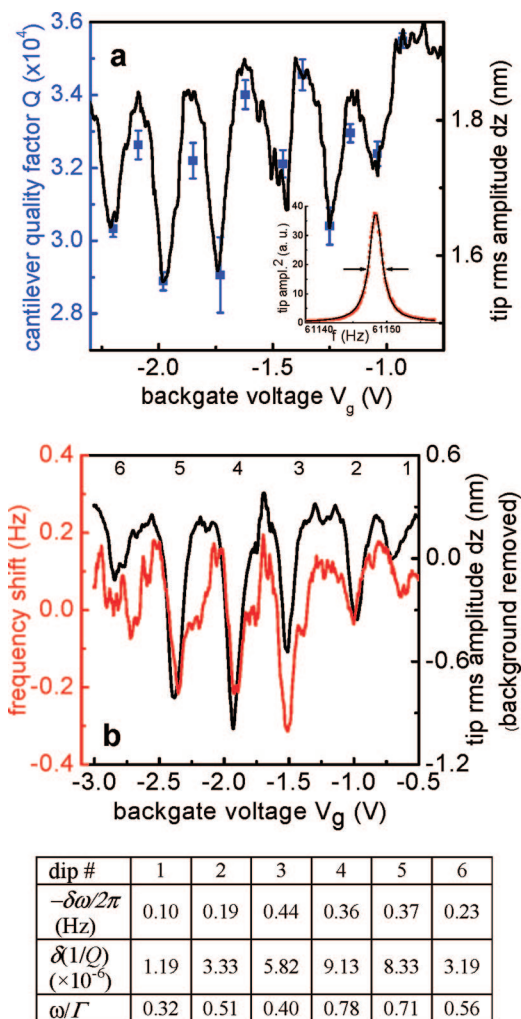 a
cantilever quality factor Q (x10⁴)
3.6
3.4
3.2
3.0
2.8
tip rms amplitude dz (nm)
1.8
1.6
tip ampl.² (a. u.)
40
30
20
10
0
61140
61150
f (Hz)
-2.0
-1.5
-1.0
backgate voltage V_g (V)
6 5 4 3 2 1
frequency shift (Hz)
0.4
0.2
0.0
-0.2
-0.4
b
tip rms amplitude dz (nm)
(background removed)
0.6
0.0
-0.6
-1.2
-3.0 -2.5 -2.0 -1.5 -1.0 -0.5
backgate voltage V_g (V)
dip # 1 2 3 4 5 6
−δω/2π (Hz) 0.10 0.19 0.44 0.36 0.37 0.23
δ(1/Q) (×10⁻⁶) 1.19 3.33 5.82 9.13 8.33 3.19
ω/Γ 0.32 0.51 0.40 0.78 0.71 0.56